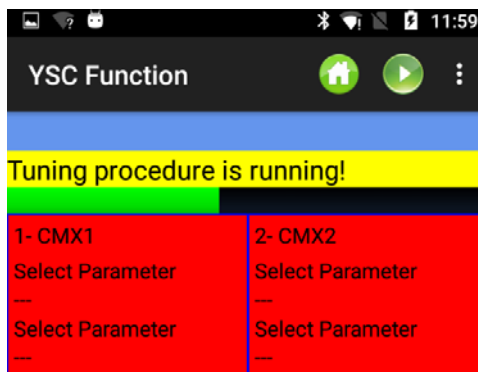 11:59
YSC Function
Tuning procedure is running!
1- CMX1
2- CMX2
Select Parameter
Select Parameter
---
---
Select Parameter
Select Parameter
---
---